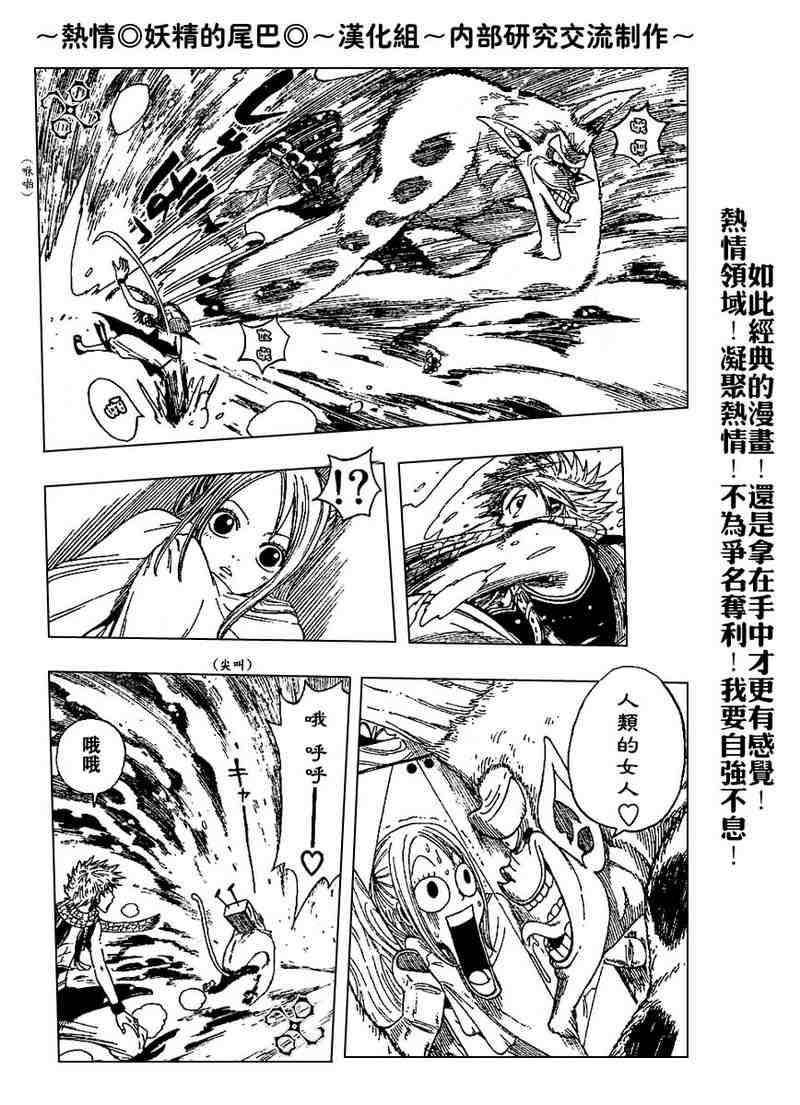 ～熱情◎妖精的尾巴◎～漢化組～內部研究交流制作～
如此經典的漫畫！還是拿在手中才更有感覺！
熱情領域！凝聚熱情！不為爭名奪利！我要自強不息！
!?
人類的女人♡
（尖叫）
哦呼呼——♡
キャー
哦哦